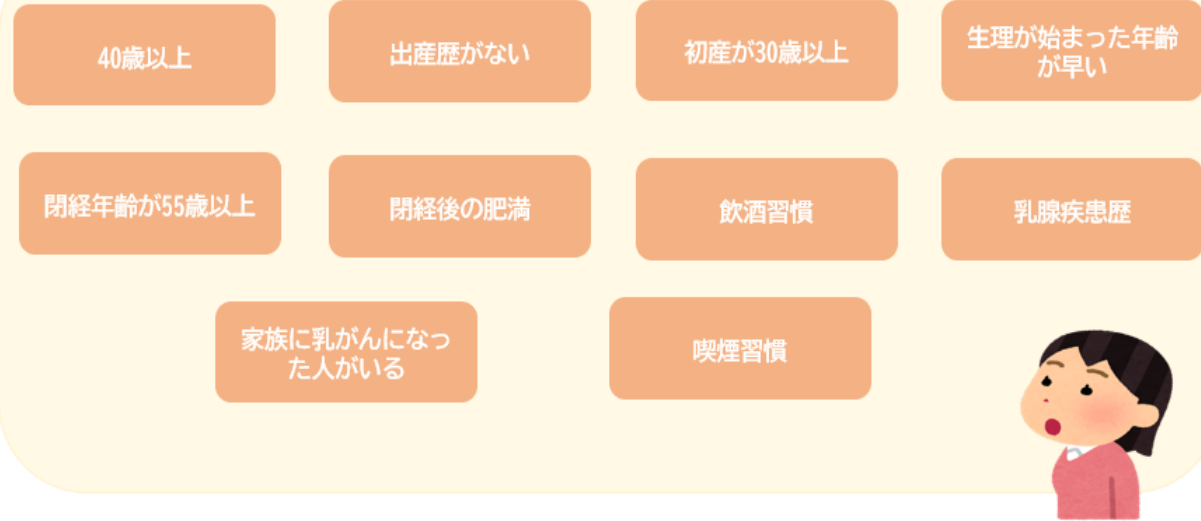 40歳以上
出産歴がない
初産が30歳以上
生理が始まった年齢
が早い
閉経年齢が55歳以上
閉経後の肥満
飲酒習慣
乳腺疾患歴
家族に乳がんになっ
た人がいる
喫煙習慣